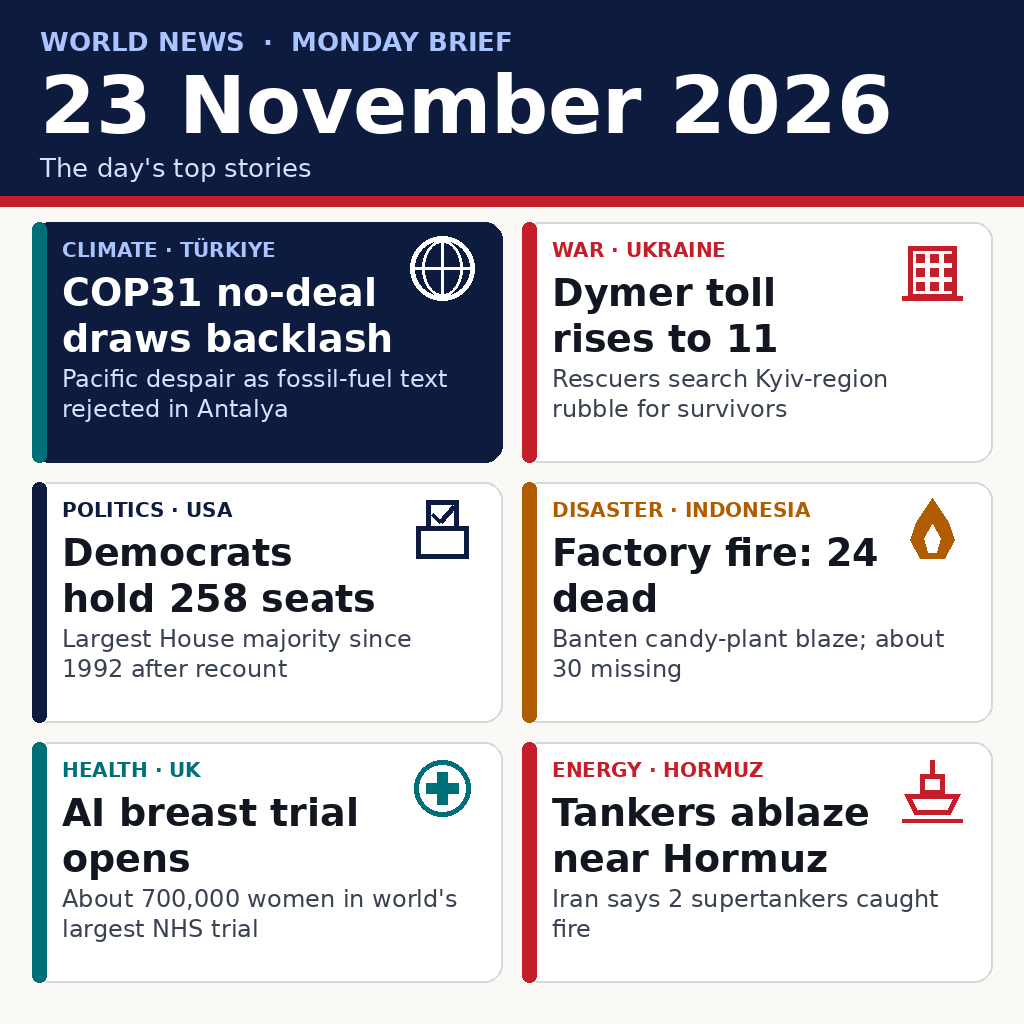 WORLD NEWS · MONDAY BRIEF
23 November 2026
The day's top stories
CLIMATE · TÜRKIYE
COP31 no-deal
draws backlash
Pacific despair as fossil-fuel text
rejected in Antalya
WAR · UKRAINE
Dymer toll
rises to 11
Rescuers search Kyiv-region
rubble for survivors
POLITICS · USA
Democrats
hold 258 seats
Largest House majority since
1992 after recount
DISASTER · INDONESIA
Factory fire: 24
dead
Banten candy-plant blaze; about
30 missing
HEALTH · UK
AI breast trial
opens
About 700,000 women in world's
largest NHS trial
ENERGY · HORMUZ
Tankers ablaze
near Hormuz
Iran says 2 supertankers caught
fire